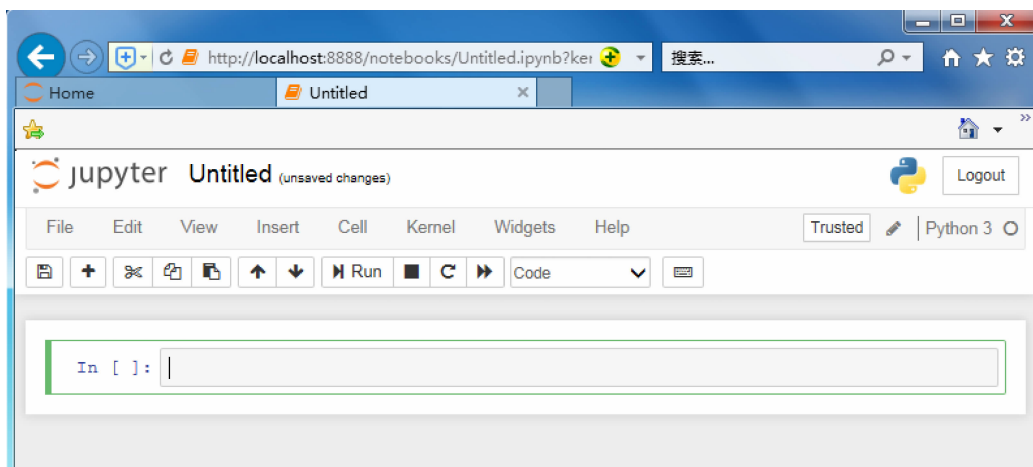 http://localhost:8888/notebooks/Untitled.ipynb?ker 搜索...
Home Untitled
jupyter Untitled (unsaved changes) Logout
File Edit View Insert Cell Kernel Widgets Help Trusted Python 3
Run Code
In [ ]: